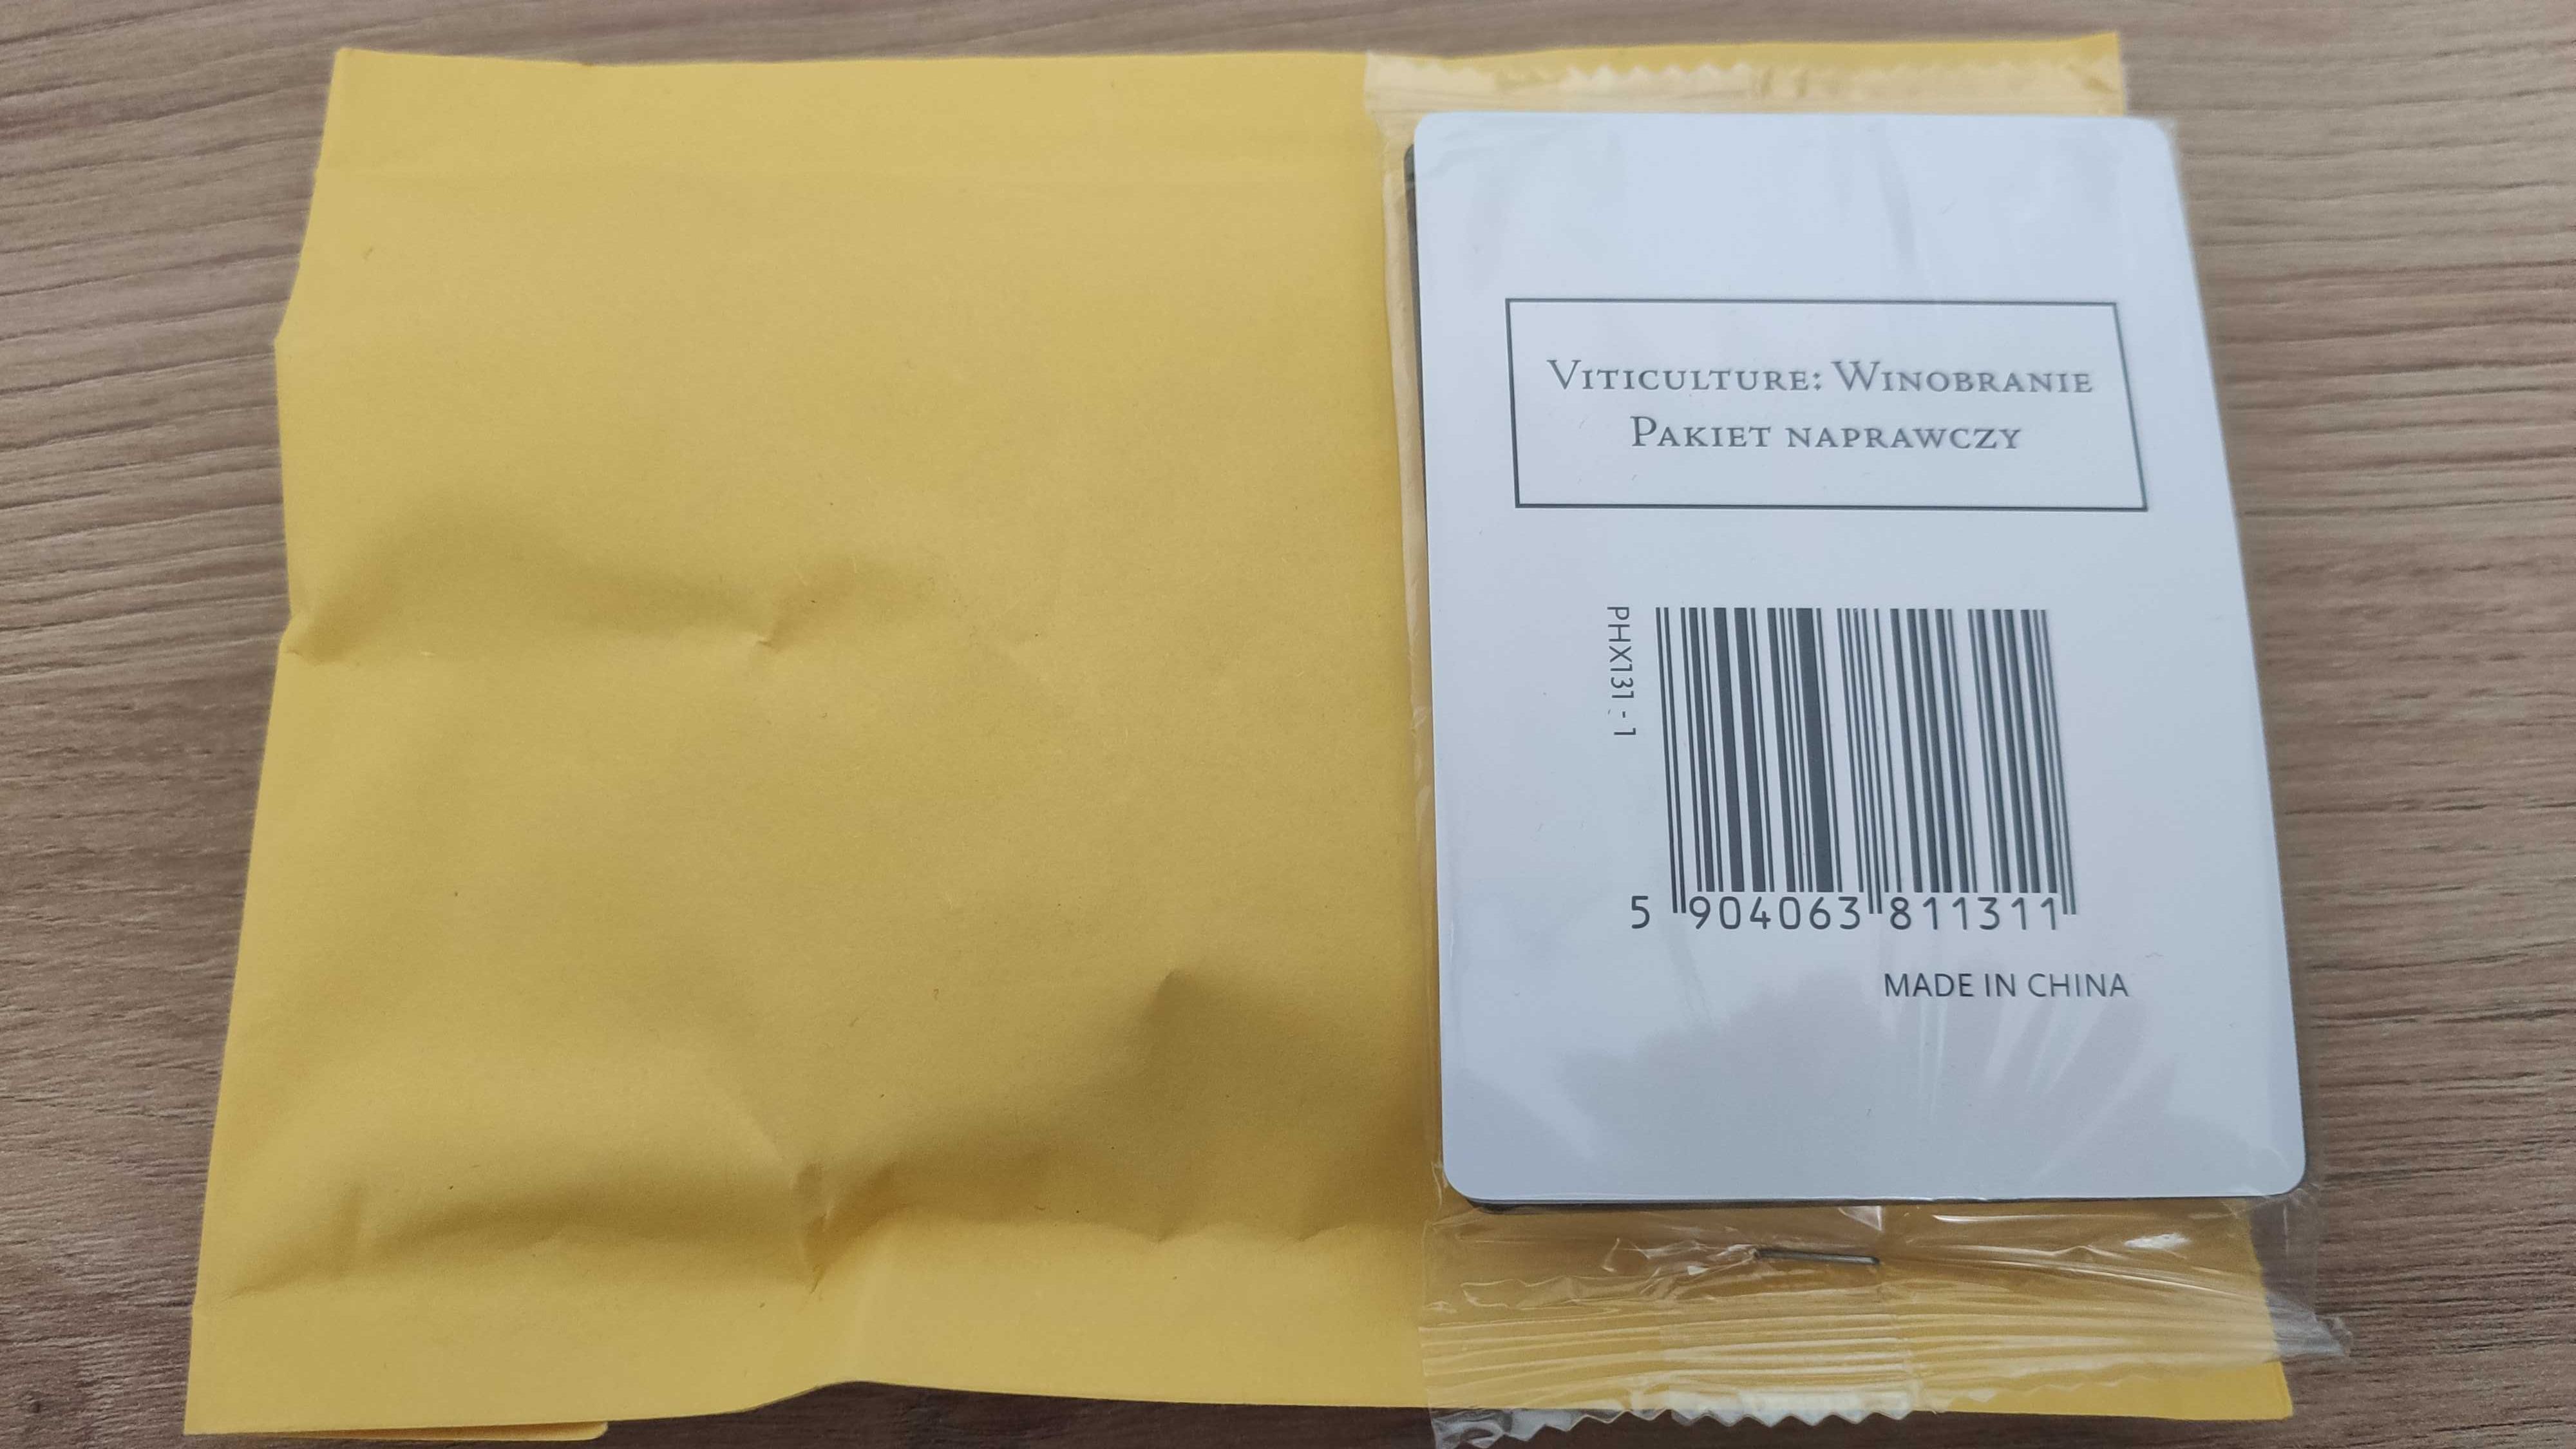 Viticulture: Winobranie
Pakiet naprawczy
PHX131 - 1
5 904063 811311
MADE IN CHINA